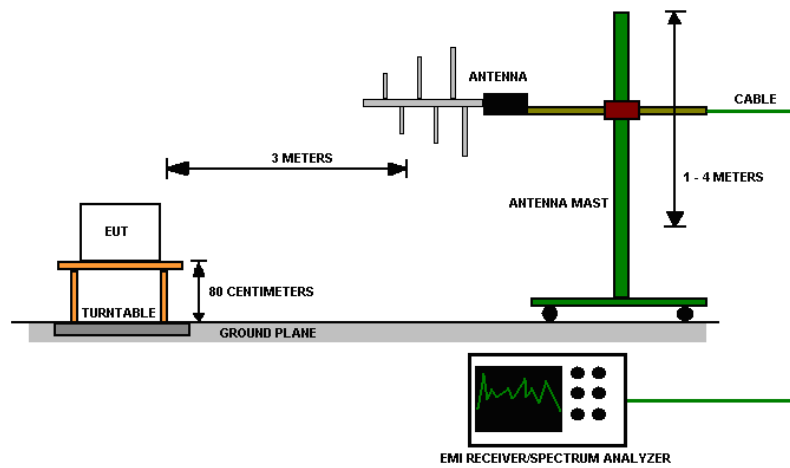 ANTENNA
CABLE
3 METERS
1 - 4 METERS
ANTENNA MAST
EUT
80 CENTIMETERS
TURNTABLE
GROUND PLANE
EMI RECEIVER/SPECTRUM ANALYZER